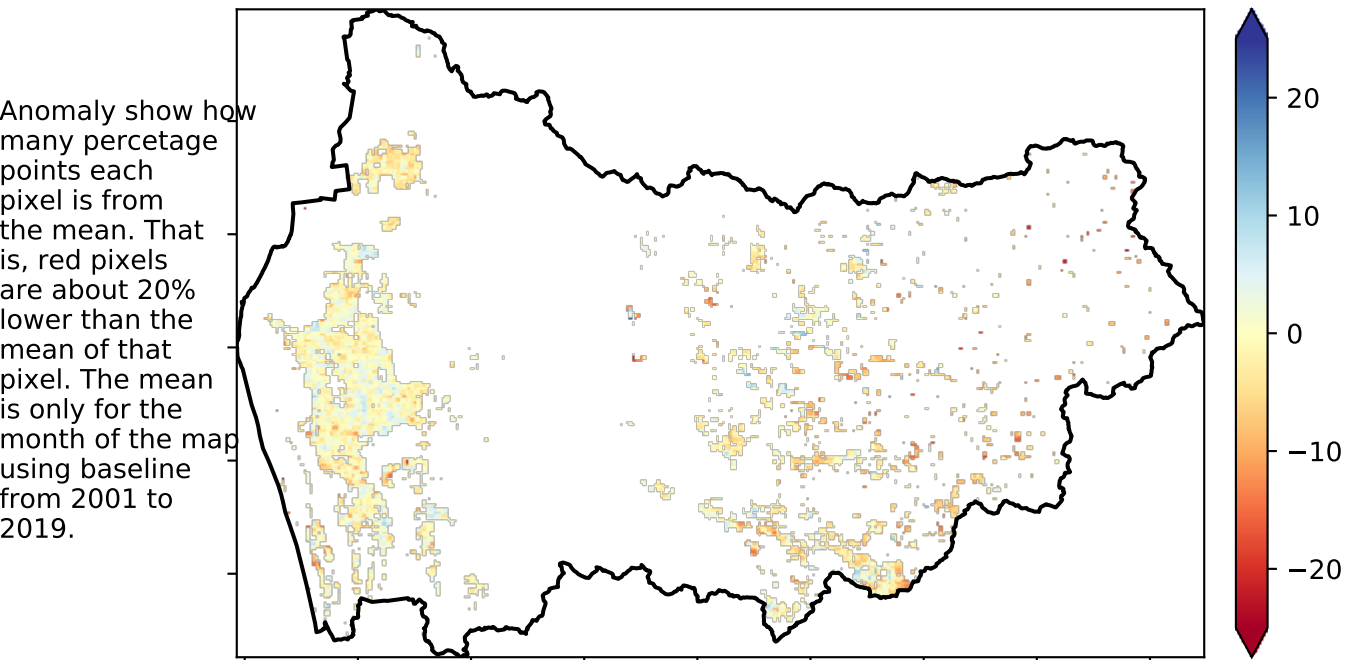 Anomaly show how
many percetage
points each
pixel is from
the mean. That
is, red pixels
are about 20%
lower than the
mean of that
pixel. The mean
is only for the
month of the map
using baseline
from 2001 to
2019.
20
10
0
−10
−20